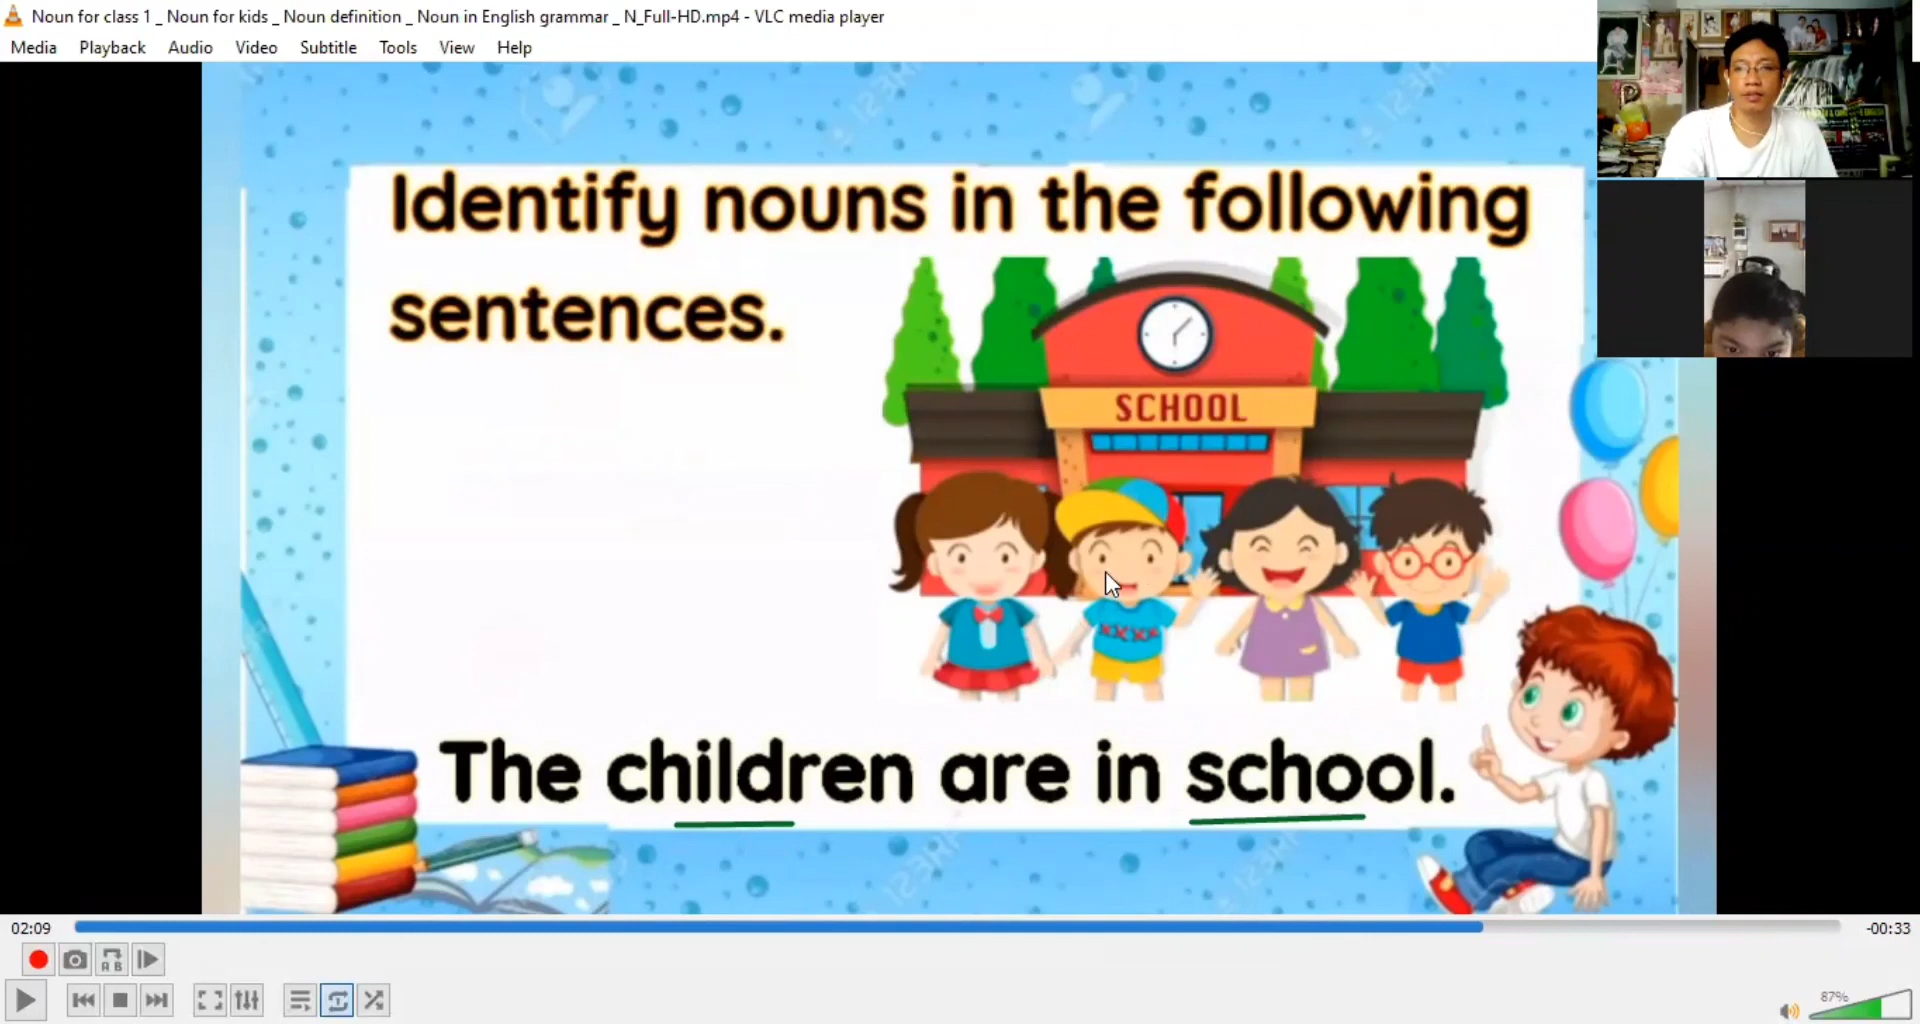 Noun for class 1 _ Noun for kids _ Noun definition _ Noun in English grammar _ N_Full-HD.mp4 - VLC media player
Media Playback Audio Video Subtitle Tools View Help
Identify nouns in the following
sentences.
SCHOOL
The children are in school.
02:09
-00:33
87%